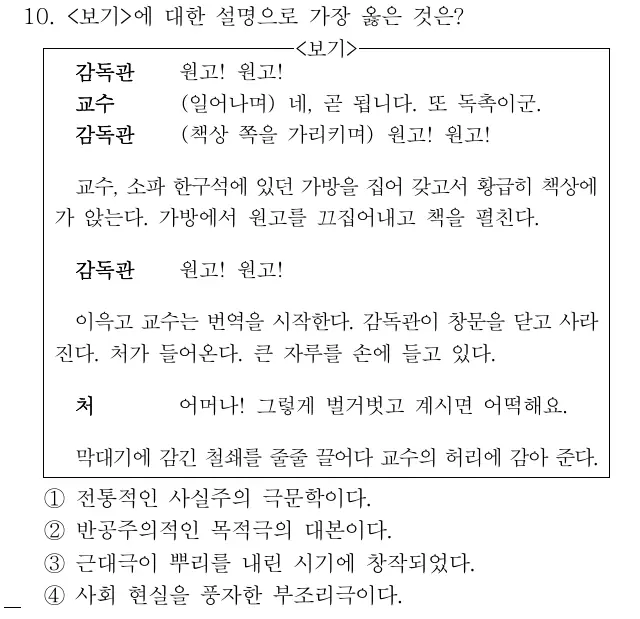 10. <보기>에 대한 설명으로 가장 옳은 것은?
<보기>
감독관 원고! 원고!
교수 (일어나며) 네, 곧 됩니다. 또 독촉이군.
감독관 (책상 쪽을 가리키며) 원고! 원고!
교수, 소파 한구석에 있던 가방을 집어 갖고서 황급히 책상에
가 앉는다. 가방에서 원고를 끄집어내고 책을 펼친다.
감독관 원고! 원고!
이윽고 교수는 번역을 시작한다. 감독관이 창문을 닫고 사라
진다. 처가 들어온다. 큰 자루를 손에 들고 있다.
처 어머나! 그렇게 벌거벗고 계시면 어떡해요.
막대기에 감긴 철쇄를 줄줄 끌어다 교수의 허리에 감아 준다.
① 전통적인 사실주의 극문학이다.
② 반공주의적인 목적극의 대본이다.
③ 근대극이 뿌리를 내린 시기에 창작되었다.
④ 사회 현실을 풍자한 부조리극이다.